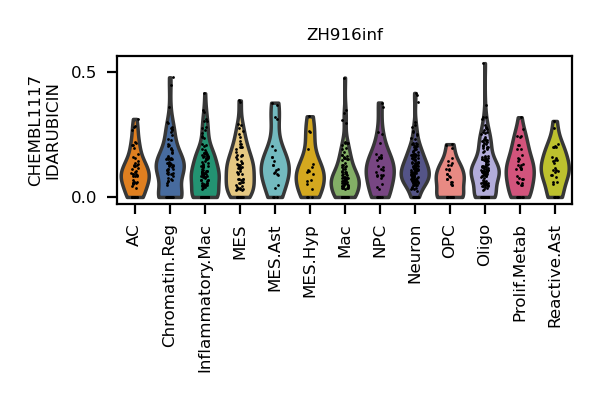 ZH916inf
CHEMBL1117
IDARUBICIN
0.5
0.0
AC
Chromatin.Reg
Inflammatory.Mac
MES
MES.Ast
MES.Hyp
Mac
NPC
Neuron
OPC
Oligo
Prolif.Metab
Reactive.Ast